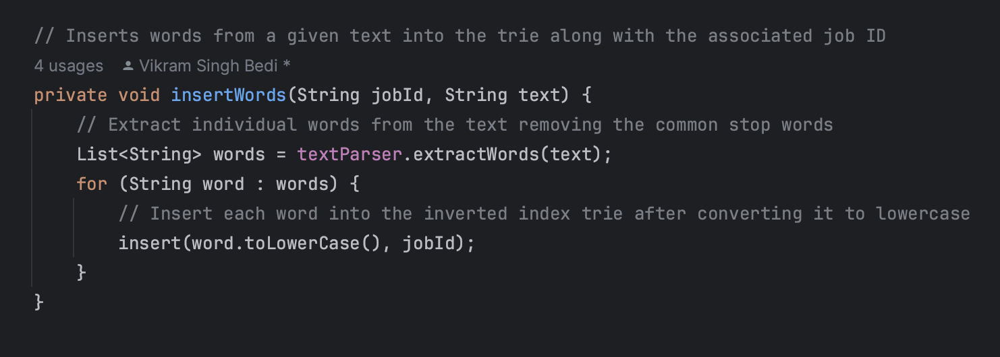 // Inserts words from a given text into the trie along with the associated job ID
4 usages Vikram Singh Bedi *
private void insertWords(String jobId, String text) {
// Extract individual words from the text removing the common stop words
List<String> words = textParser.extractWords(text);
for (String word : words) {
// Insert each word into the inverted index trie after converting it to lowercase
insert(word.toLowerCase(), jobId);
}
}